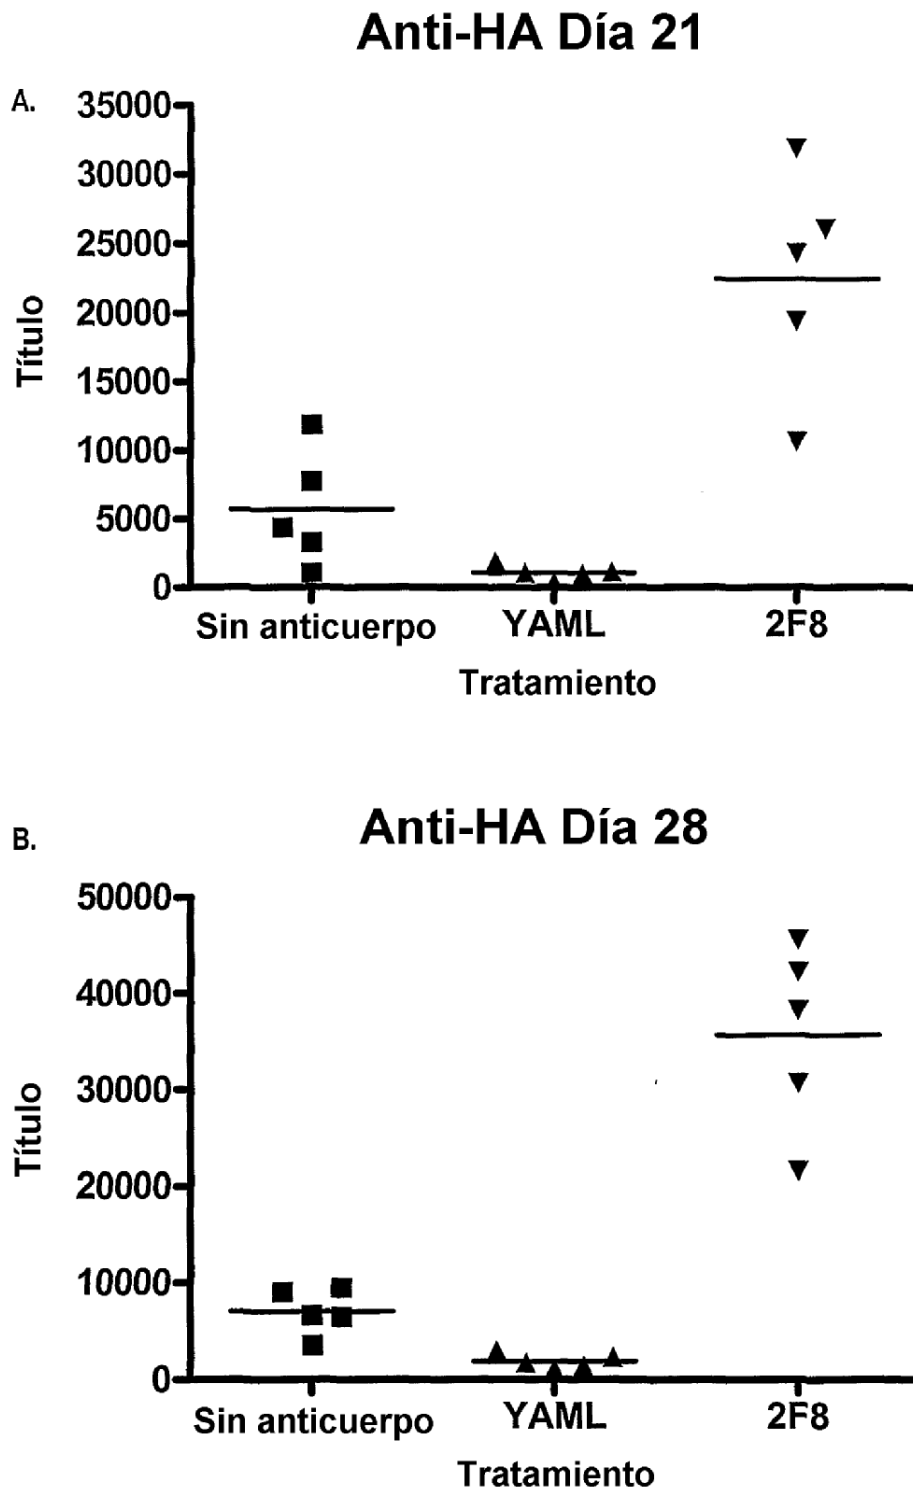 Anti-HA Día 21
A.
35000
30000
25000
20000
15000
10000
5000
0
Título
Sin anticuerpo YAML 2F8
Tratamiento
Anti-HA Día 28
B.
50000
40000
30000
20000
10000
0
Título
Sin anticuerpo YAML 2F8
Tratamiento